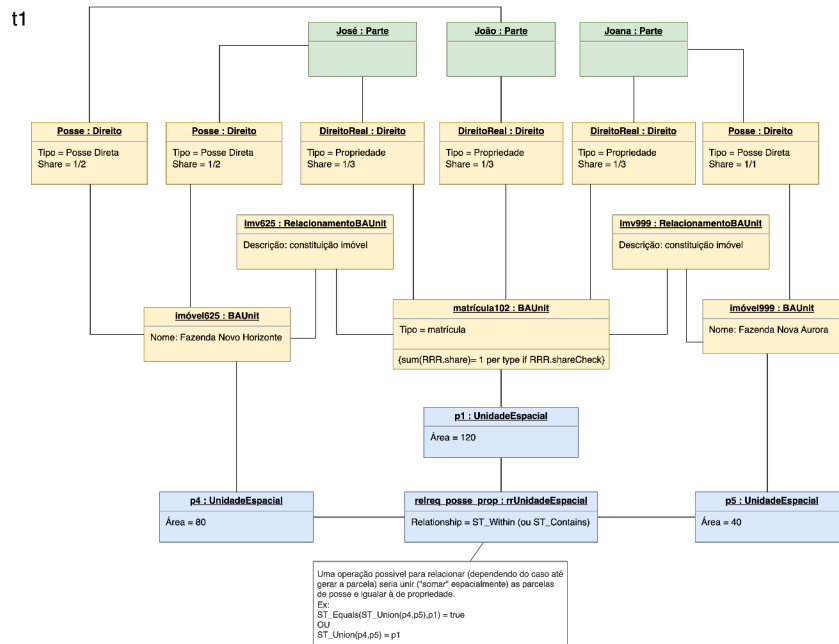 t1
José : Parte
João : Parte
Joana : Parte
Posse : Direito
Tipo = Posse Direta
Share = 1/2
Posse : Direito
Tipo = Posse Direta
Share = 1/2
DireitoReal : Direito
Tipo = Propriedade
Share = 1/3
DireitoReal : Direito
Tipo = Propriedade
Share = 1/3
DireitoReal : Direito
Tipo = Propriedade
Share = 1/3
Posse : Direito
Tipo = Posse Direta
Share = 1/1
imv625 : RelacionamentoBAUnit
Descrição: constituição imóvel
imv999 : RelacionamentoBAUnit
Descrição: constituição imóvel
imóvel625 : BAUnit
Nome: Fazenda Novo Horizonte
matrícula102 : BAUnit
Tipo = matrícula
{sum(RRR.share)= 1 per type if RRR.shareCheck}
imóvel999 : BAUnit
Nome: Fazenda Nova Aurora
p1 : UnidadeEspacial
Área = 120
p4 : UnidadeEspacial
Área = 80
relreq_posse_prop : rrUnidadeEspacial
Relationship = ST_Within (ou ST_Contains)
p5 : UnidadeEspacial
Área = 40
Uma operação possível para relacionar (dependendo do caso até
gerar a parcela) seria unir ("somar" espacialmente) as parcelas
de posse e igualar à de propriedade.
Ex:
ST_Equals(ST_Union(p4,p5),p1) = true
OU
ST_Union(p4,p5) = p1